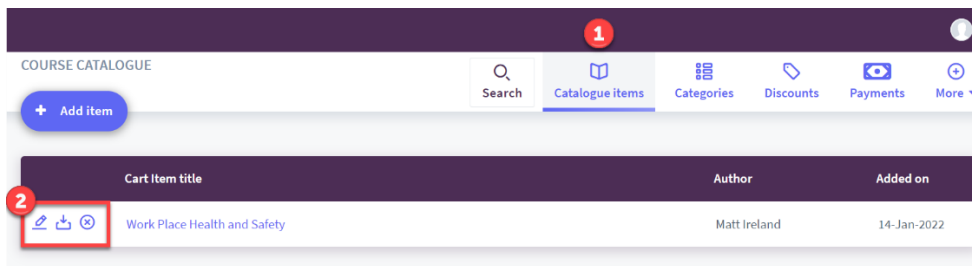 1
COURSE CATALOGUE
Search
Catalogue items
Categories
Discounts
Payments
More
+ Add item
Cart Item title
Author
Added on
2
Work Place Health and Safety
Matt Ireland
14-Jan-2022